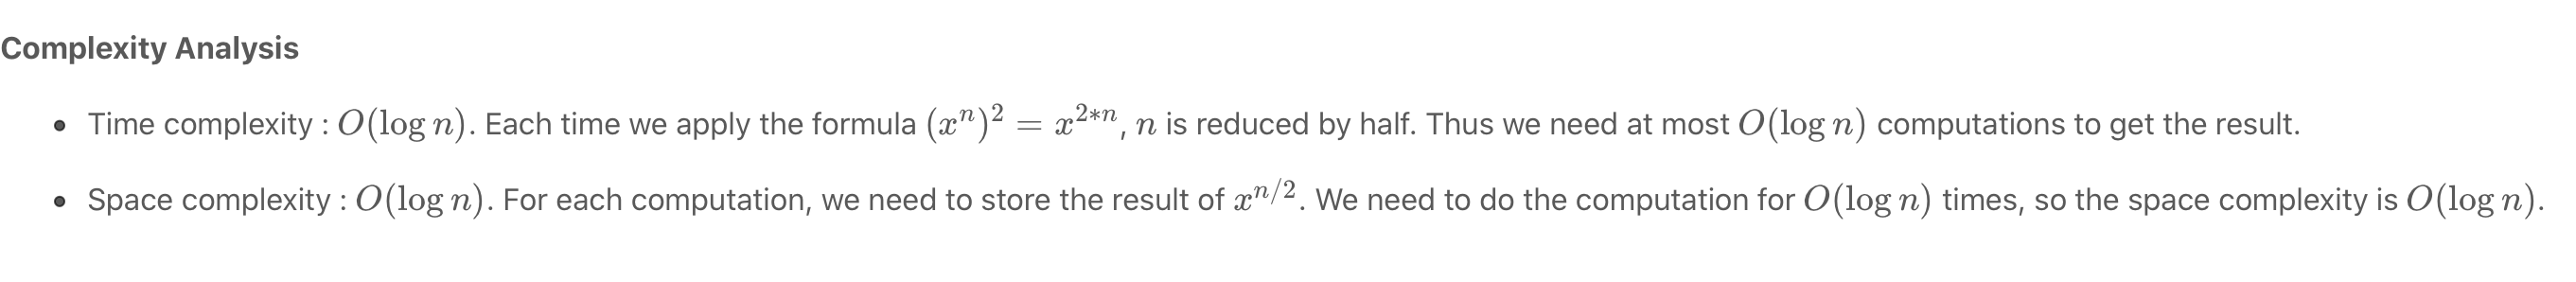 Complexity Analysis
• Time complexity : $O(\log n)$. Each time we apply the formula $(x^n)^2 = x^{2*n}$, $n$ is reduced by half. Thus we need at most $O(\log n)$ computations to get the result.
• Space complexity : $O(\log n)$. For each computation, we need to store the result of $x^{n/2}$. We need to do the computation for $O(\log n)$ times, so the space complexity is $O(\log n)$.